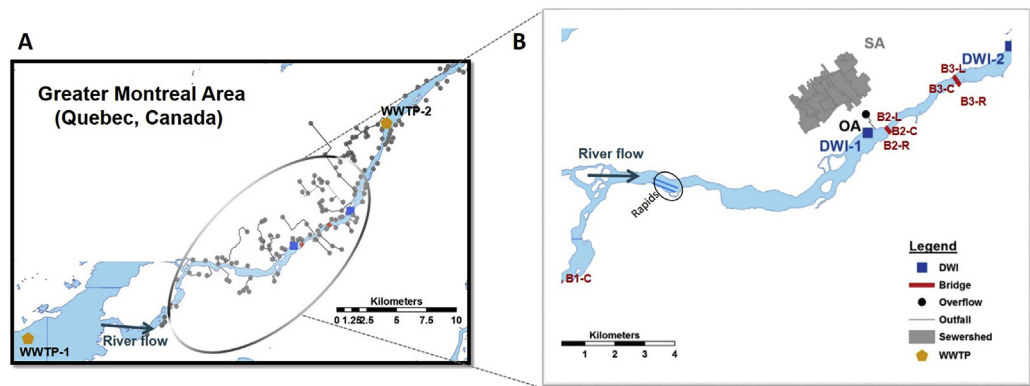 A
Greater Montreal Area
(Quebec, Canada)
WWTP-2
WWTP-1
River flow
Kilometers
0 1.25 2.5 5 7.5 10
B
SA
DWI-2
B3-L
B3-C
B3-R
OA
B2-L
B2-C
B2-R
DWI-1
River flow
Rapids
B1-C
Kilometers
0 1 2 3 4
Legend
DWI
Bridge
Overflow
Outfall
Sewershed
WWTP